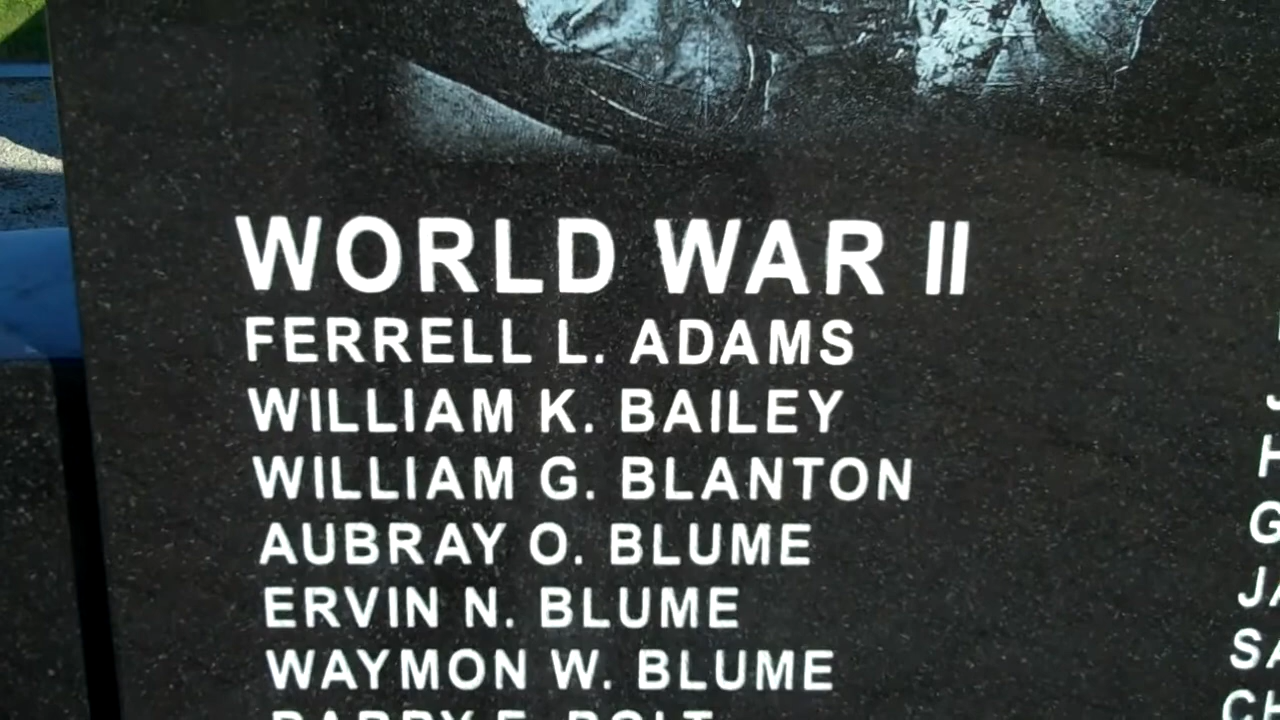 WORLD WAR II
FERRELL L. ADAMS
WILLIAM K. BAILEY
WILLIAM G. BLANTON
AUBRAY O. BLUME
ERVIN N. BLUME
WAYMON W. BLUME